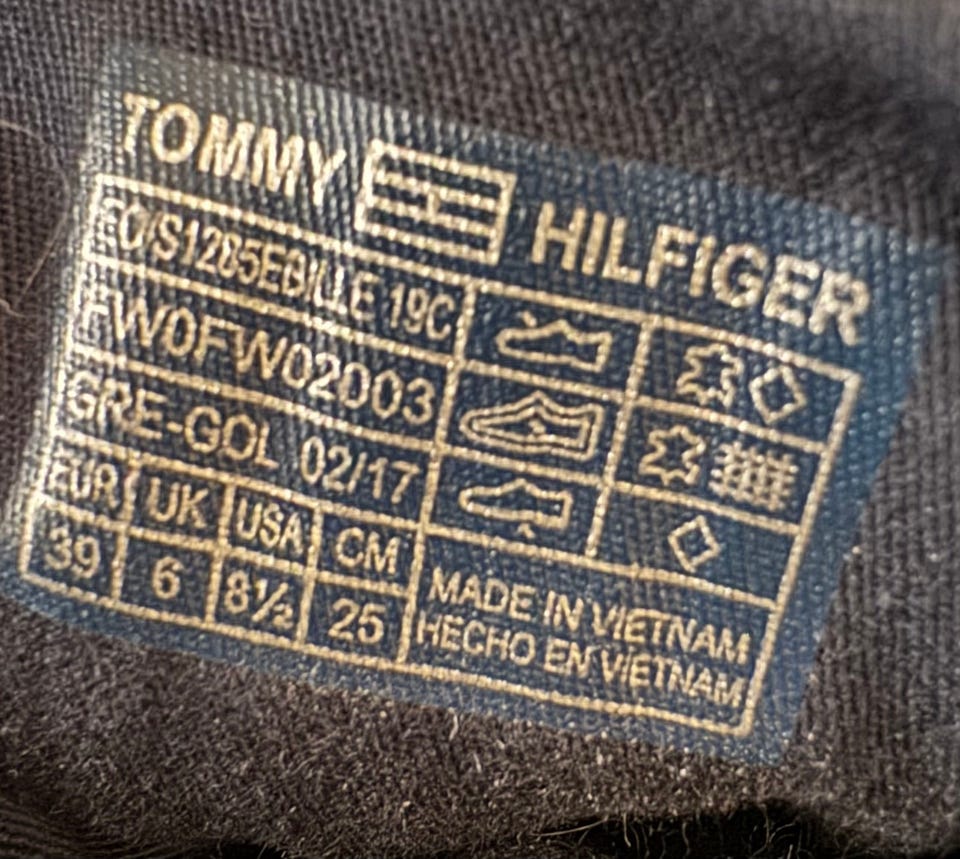 TOMMY HILFIGER
S1285EBILLE 19C
FW0FW02003
GRE-GOL 02/17
EUR UK USA CM
39 6 8½ 25
MADE IN VIETNAM
HECHO EN VIETNAM